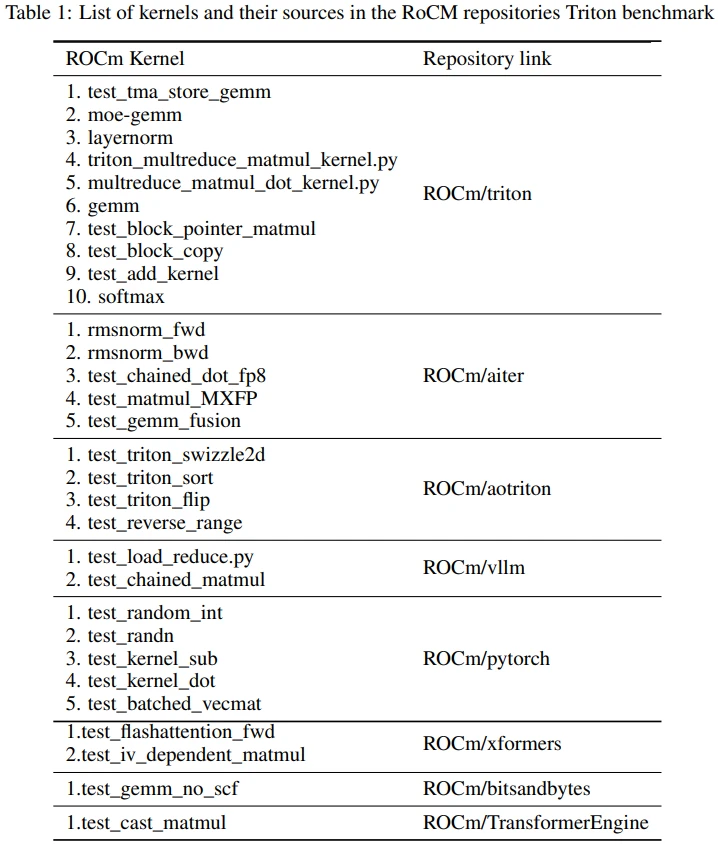 Table 1: List of kernels and their sources in the RoCM repositories Triton benchmark
ROCm Kernel Repository link
1. test_tma_store_gemm
2. moe-gemm
3. layernorm
4. triton_multreduce_matmul_kernel.py
5. multreduce_matmul_dot_kernel.py
ROCm/triton
6. gemm
7. test_block_pointer_matmul
8. test_block_copy
9. test_add_kernel
10. softmax
1. rmsnorm_fwd
2. rmsnorm_bwd
3. test_chained_dot_fp8 ROCm/aiter
4. test_matmul_MXFP
5. test_gemm_fusion
1. test_triton_swizzle2d
2. test_triton_sort
ROCm/aotriton
3. test_triton_flip
4. test_reverse_range
1. test_load_reduce.py
ROCm/vllm
2. test_chained_matmul
1. test_random_int
2. test_randn
3. test_kernel_sub ROCm/pytorch
4. test_kernel_dot
5. test_batched_vecmat
1.test_flashattention_fwd
ROCm/xformers
2.test_iv_dependent_matmul
1.test_gemm_no_scf ROCm/bitsandbytes
1.test_cast_matmul ROCm/TransformerEngine